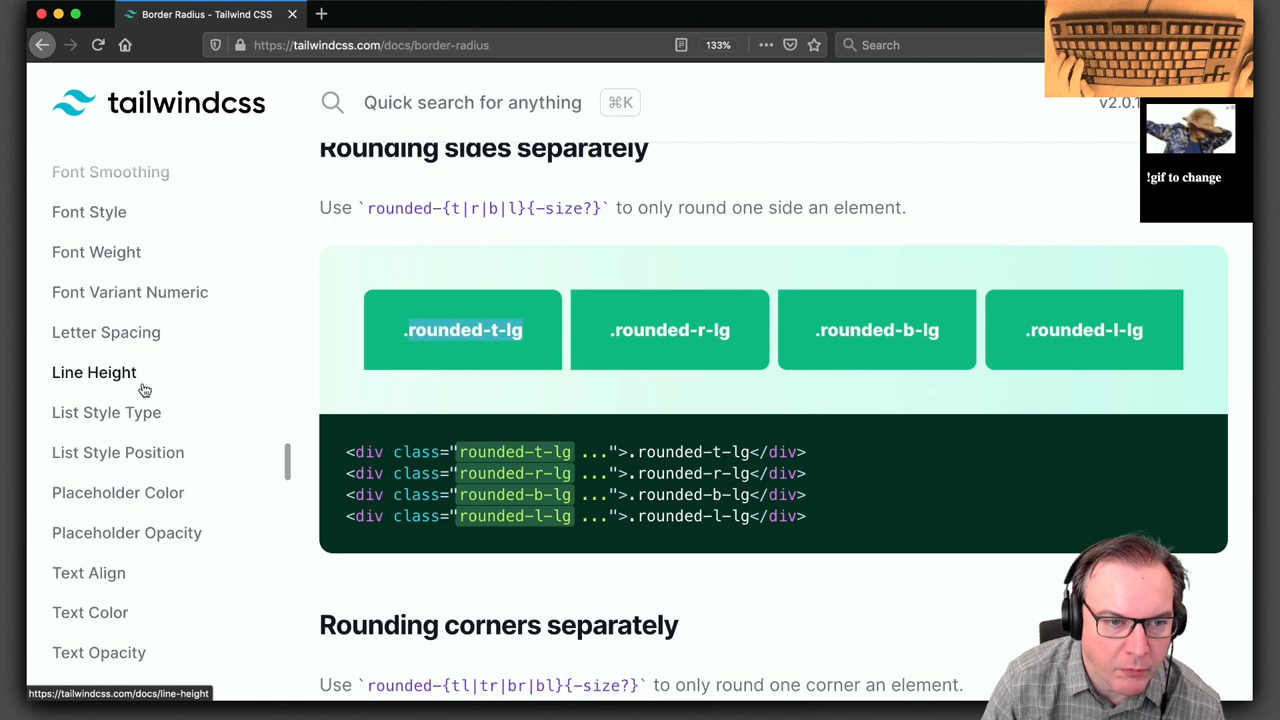 Border Radius - Tailwind CSS
https://tailwindcss.com/docs/border-radius
133%
Search
tailwindcss
Quick search for anything
⌘K
v2.0.1
!gif to change
Font Smoothing
Font Style
Font Weight
Font Variant Numeric
Letter Spacing
Line Height
List Style Type
List Style Position
Placeholder Color
Placeholder Opacity
Text Align
Text Color
Text Opacity
Rounding sides separately
Use `rounded-{t|r|b|l}{-size?}` to only round one side an element.
.rounded-t-lg
.rounded-r-lg
.rounded-b-lg
.rounded-l-lg
<div class="rounded-t-lg ...">.rounded-t-lg</div>
<div class="rounded-r-lg ...">.rounded-r-lg</div>
<div class="rounded-b-lg ...">.rounded-b-lg</div>
<div class="rounded-l-lg ...">.rounded-l-lg</div>
Rounding corners separately
Use `rounded-{tl|tr|br|bl}{-size?}` to only round one corner an element.
https://tailwindcss.com/docs/line-height